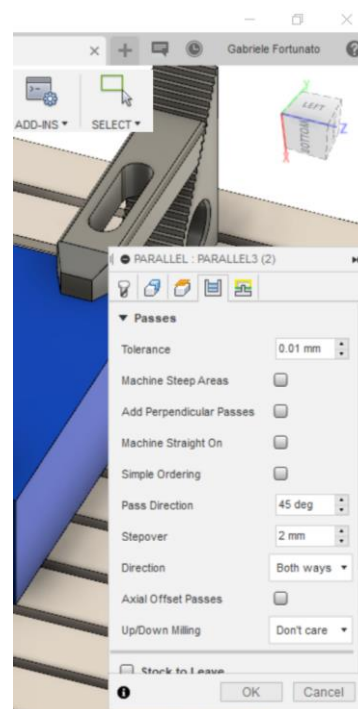 Gabriele Fortunato
ADD-INS ▾ SELECT ▾
LEFT
BOTTOM
Z
X
PARALLEL : PARALLEL3 (2)
▼ Passes
Tolerance 0.01 mm
Machine Steep Areas
Add Perpendicular Passes
Machine Straight On
Simple Ordering
Pass Direction 45 deg
Stepover 2 mm
Direction Both ways ▾
Axial Offset Passes
Up/Down Milling Don't care ▾
Stock to Leave
OK Cancel